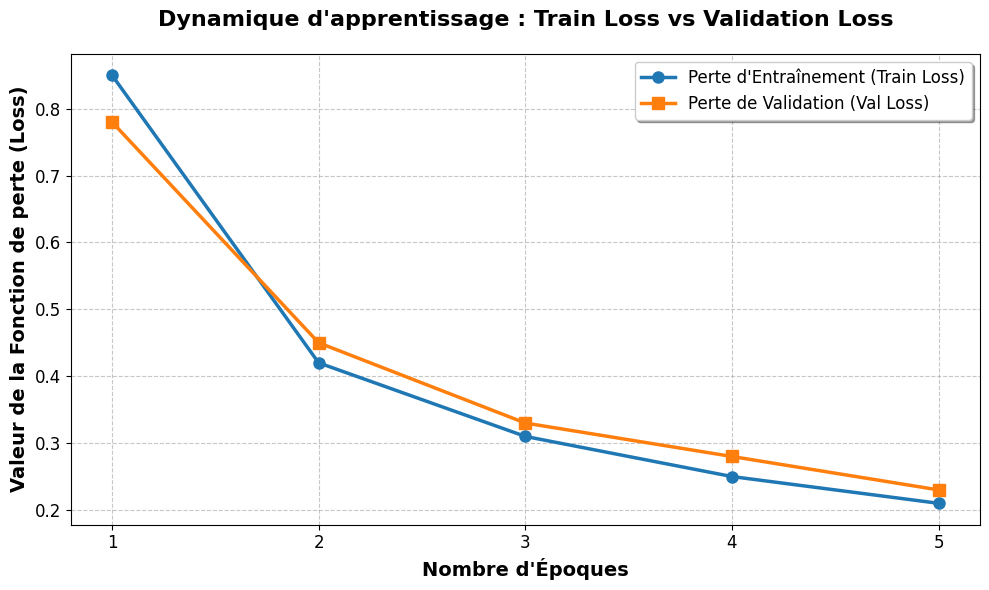 Dynamique d'apprentissage : Train Loss vs Validation Loss
Perte d'Entraînement (Train Loss)
Perte de Validation (Val Loss)
Valeur de la Fonction de perte (Loss)
0.8
0.7
0.6
0.5
0.4
0.3
0.2
1 2 3 4 5
Nombre d'Époques